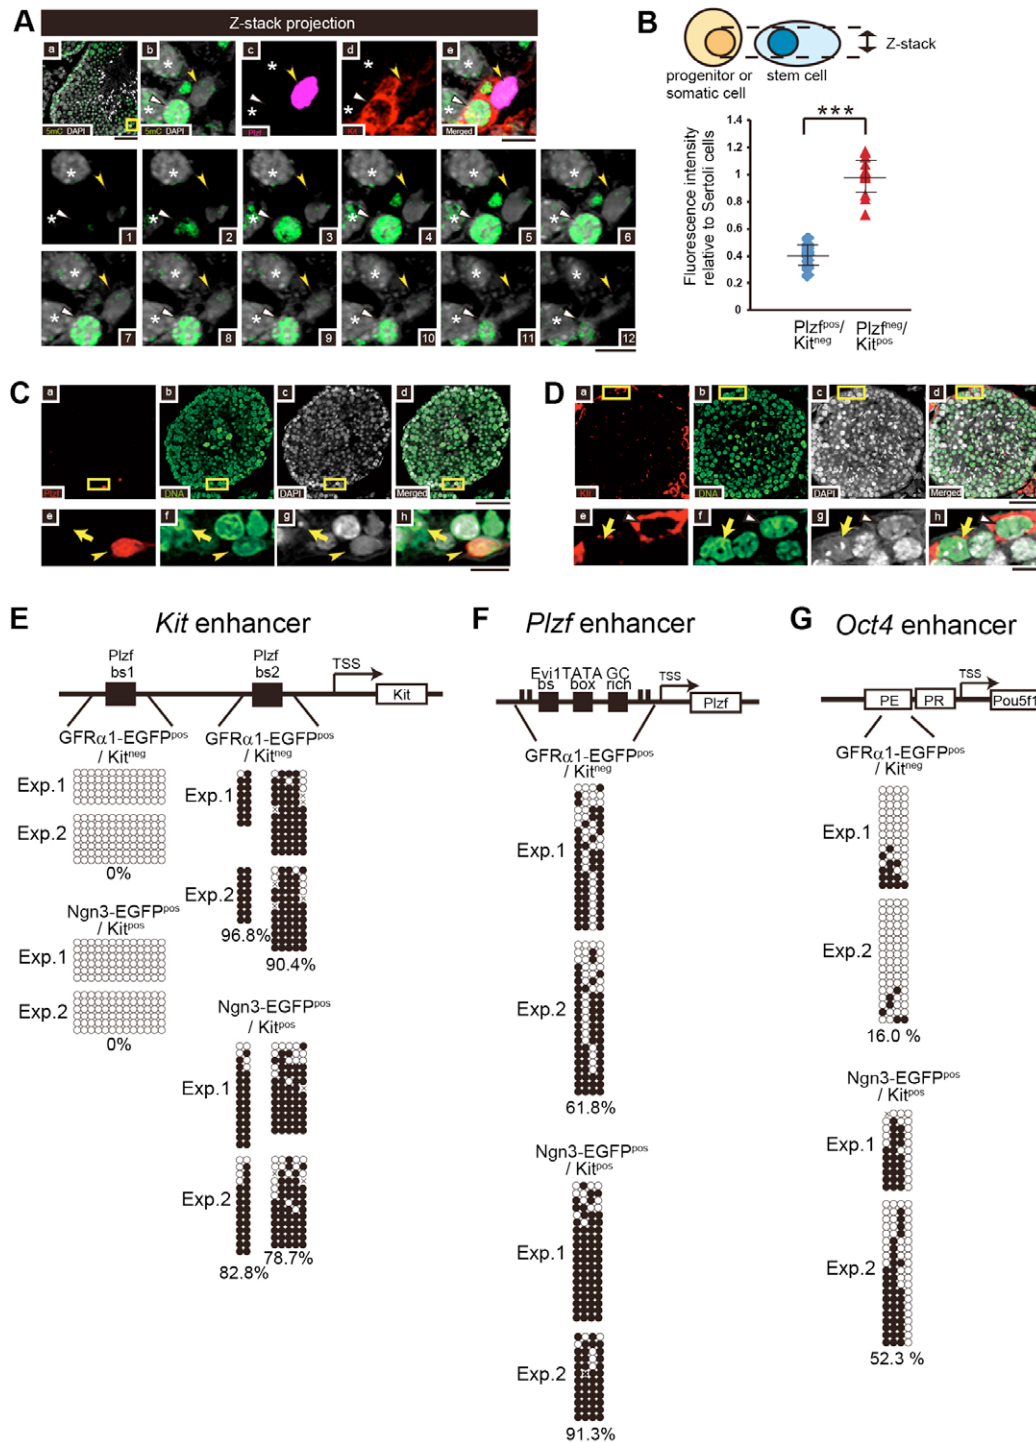 A
Z-stack projection
a b c d e
5mC DAPI 5mC DAPI Plzf Kit Merged
1 2 3 4 5 6
7 8 9 10 11 12
B
Z-stack
progenitor or
somatic cell
stem cell
***
Fluorescence intensity
relative to Sertoli cells
1.4
1.2
1
0.8
0.6
0.4
0.2
0
Plzfpos/
Kitneg
Plzfneg/
Kitpos
C
a b c d
Plzf DNA DAPI Merged
e f g h
D
a b c d
Kit DNA DAPI Merged
e f g h
E
Kit enhancer
Plzf
bs1
Plzf
bs2
TSS
Kit
GFRα1-EGFPpos
/ Kitneg
GFRα1-EGFPpos
/ Kitneg
Exp.1
Exp.2
0%
Exp.1
Exp.2
96.8%
90.4%
Ngn3-EGFPpos
/ Kitpos
Exp.1
Exp.2
0%
Ngn3-EGFPpos
/ Kitpos
Exp.1
Exp.2
82.8%
78.7%
F
Plzf enhancer
Evi1 TATA GC
bs box rich
TSS
Plzf
GFRα1-EGFPpos
/ Kitneg
Exp.1
Exp.2
61.8%
Ngn3-EGFPpos
/ Kitpos
Exp.1
Exp.2
91.3%
G
Oct4 enhancer
TSS
PE PR Pou5f1
GFRα1-EGFPpos
/ Kitneg
Exp.1
Exp.2
16.0 %
Ngn3-EGFPpos
/ Kitpos
Exp.1
Exp.2
52.3 %